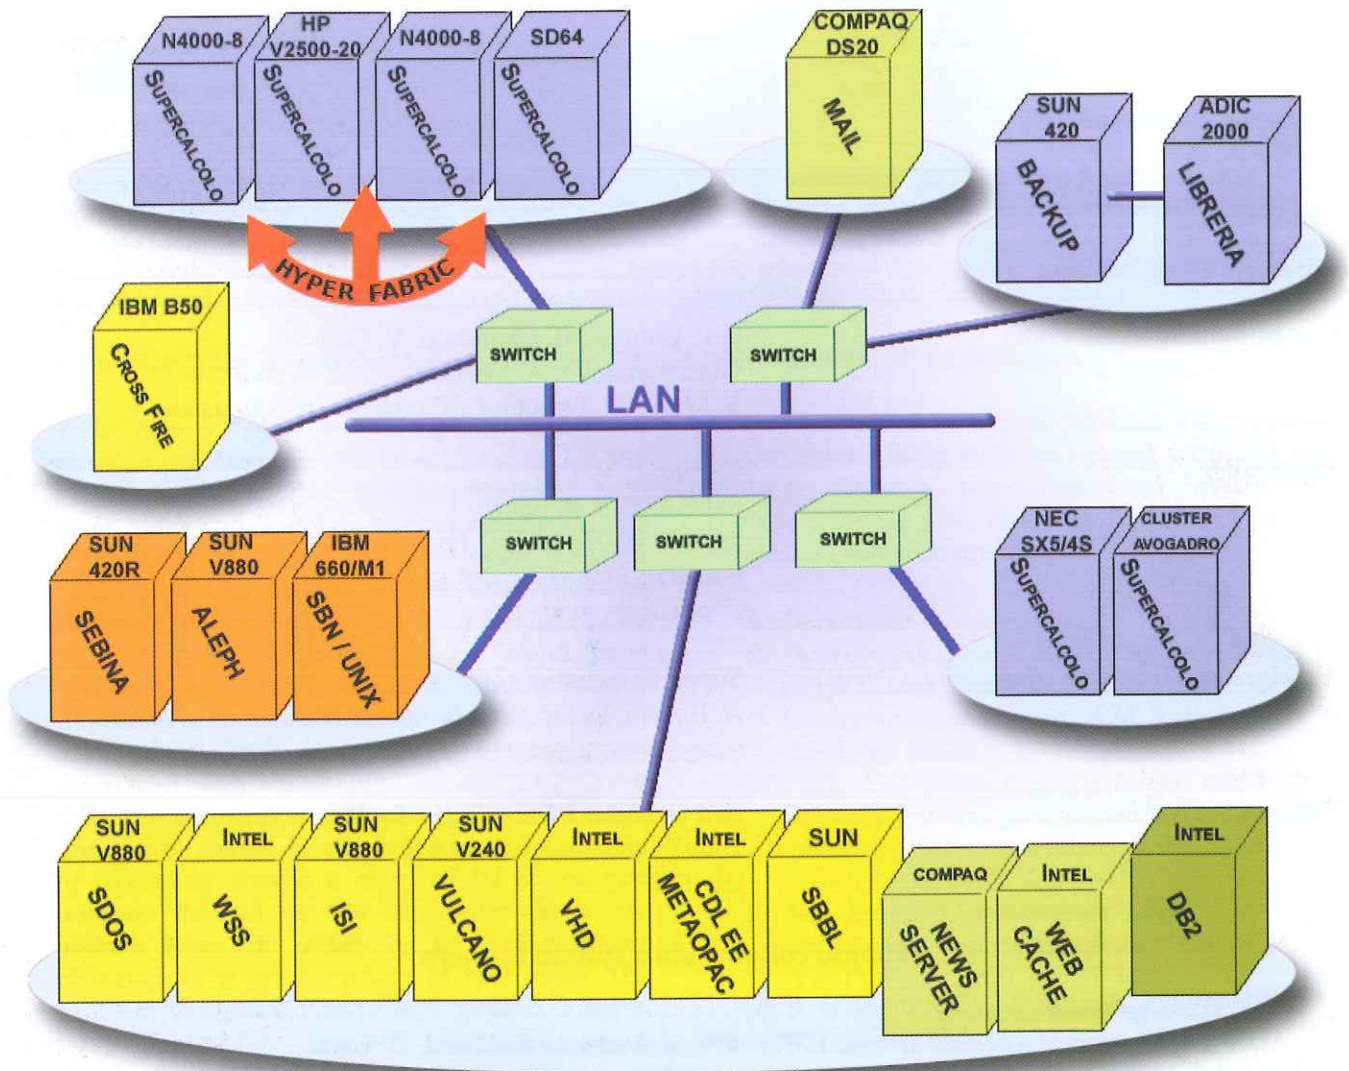 N4000-8
SUPERCALCOLO
HP
V2500-20
SUPERCALCOLO
N4000-8
SUPERCALCOLO
SD64
SUPERCALCOLO
HYPER FABRIC
COMPAQ
DS20
MAIL
SUN
420
BACKUP
ADIC
2000
LIBRERIA
IBM B50
CROSS FIRE
SWITCH
SWITCH
LAN
SWITCH
SWITCH
SWITCH
SUN
420R
SEBINA
SUN
V880
ALEPH
IBM
660/M1
SBN / UNIX
NEC
SX5/4S
SUPERCALCOLO
CLUSTER
AVOGADRO
SUPERCALCOLO
SUN
V880
SDOS
INTEL
WSS
SUN
V880
ISI
SUN
V240
VULCANO
INTEL
VHD
INTEL
CDL EE
METAOPAC
SUN
SBBL
COMPAQ
NEWS
SERVER
INTEL
WEB
CACHE
INTEL
DB2